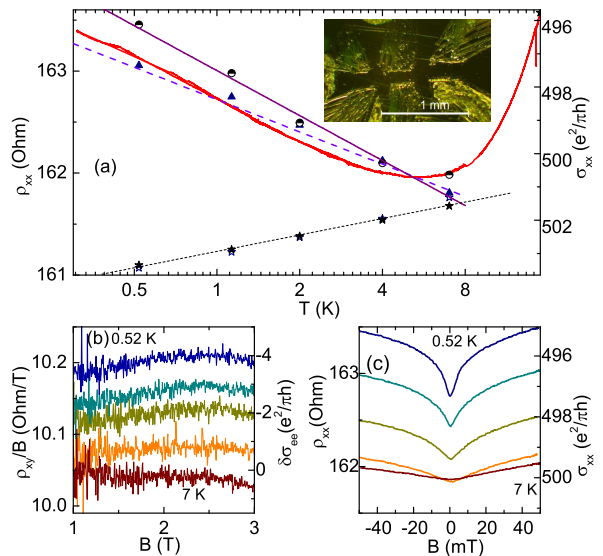 163
162
161
ρxx (Ohm)
(a)
1 mm
496
498
500
502
σxx (e²/πh)
0.5
1
2
4
8
T (K)
(b)
0.52 K
10.2
10.1
10.0
ρxy/B (Ohm/T)
7 K
-4
-2
0
δσee(e²/πh)
1
2
3
B (T)
(c)
0.52 K
163
162
ρxx(Ohm)
7 K
496
498
500
σxx (e²/πh)
-40
-20
0
20
40
B (mT)